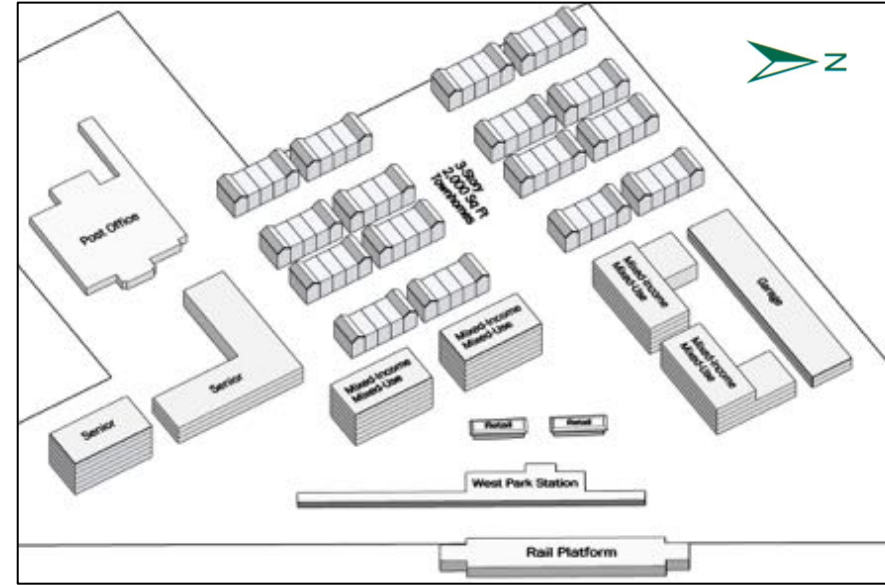 N
3-Story
2,000 Sq Ft
Townhomes
Post Office
Garage
Mixed-Income
Mixed-Use
Mixed-Income
Mixed-Use
Mixed-Income
Mixed-Use
Mixed-Income
Mixed-Use
Senior
Senior
Retail
Retail
West Park Station
Rail Platform